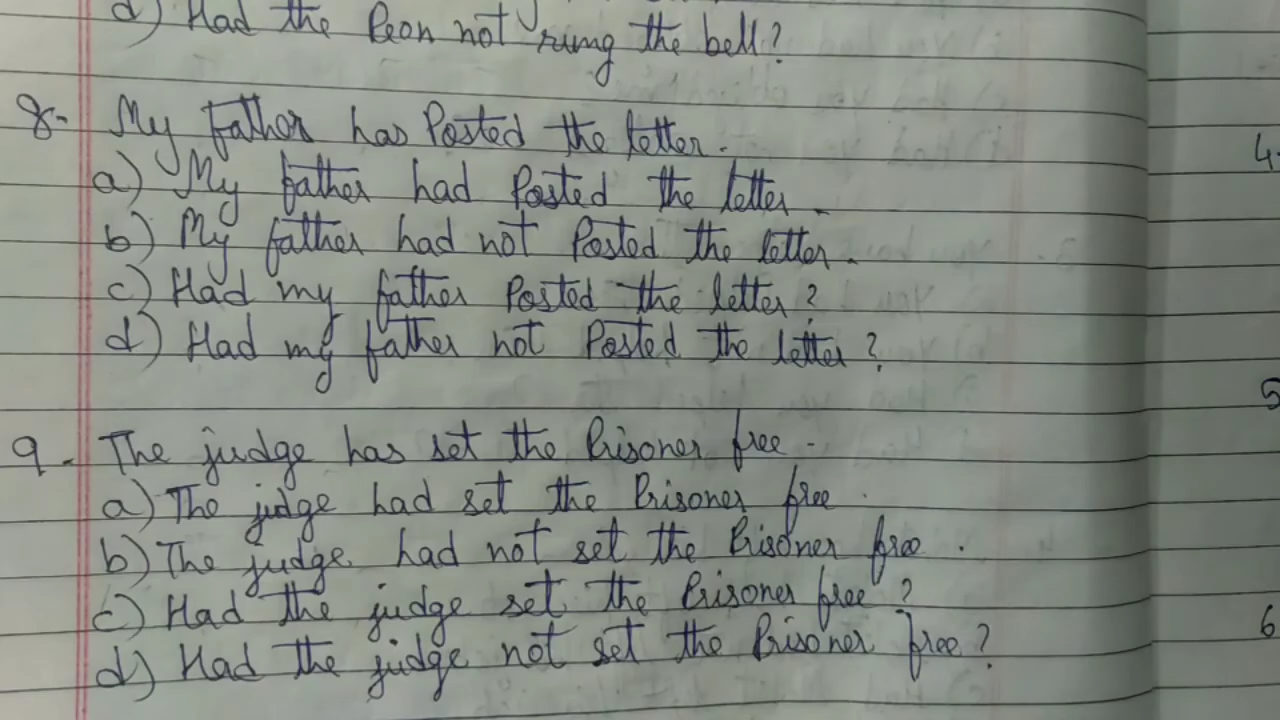 d) Had the Peon not rung the bell?
8. My father has Posted the letter.
a) My father had Posted the letter.
b) My father had not Posted the letter.
c) Had my father Posted the letter?
d) Had my father not Posted the letter?
9. The judge has set the Prisoner free.
a) The judge had set the Prisoner free.
b) The judge had not set the Prisoner free.
c) Had the judge set the Prisoner free?
d) Had the judge not set the Prisoner free?
4.
5
6